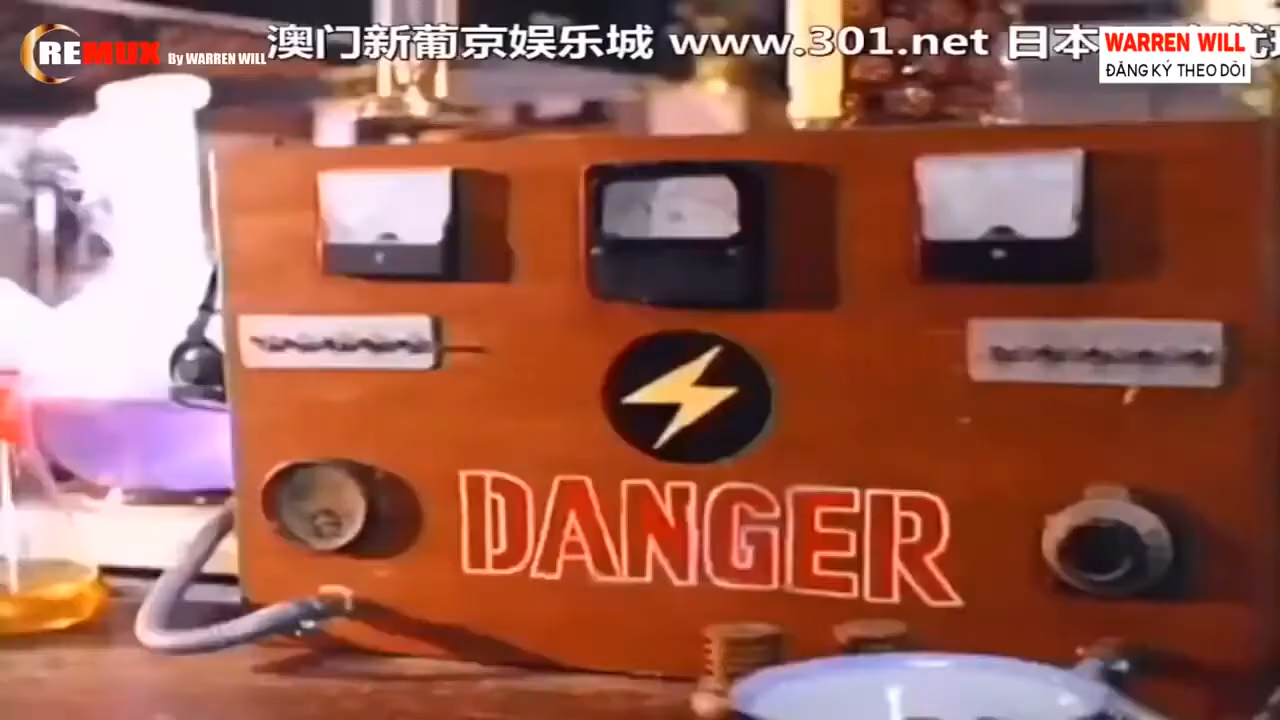 REMUX By WARREN WILL
澳门新葡京娱乐城 www.301.net 日本
WARREN WILL
ĐĂNG KÝ THEO DÕI
DANGER